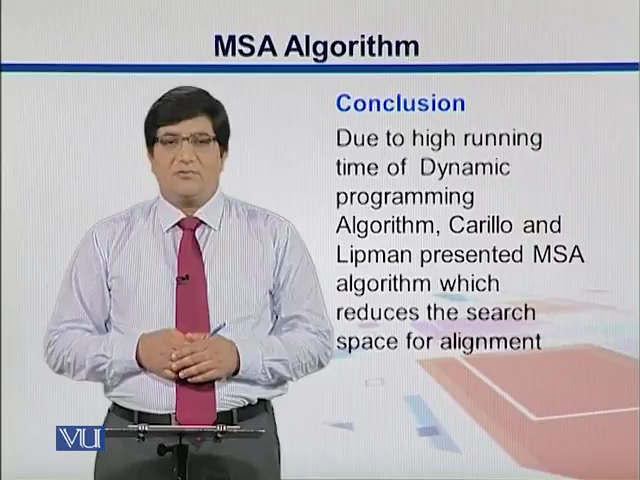 MSA Algorithm
Conclusion
Due to high running
time of Dynamic
programming
Algorithm, Carillo and
Lipman presented MSA
algorithm which
reduces the search
space for alignment
VU